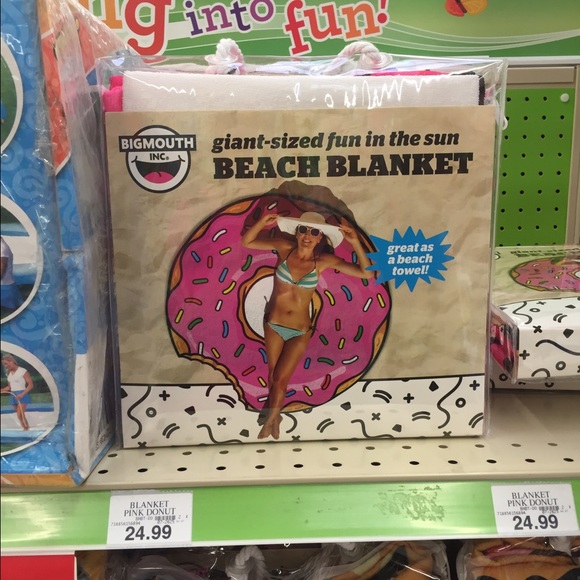 into
fun!
BIGMOUTH
INC.
giant-sized fun in the sun
BEACH BLANKET
great as
a beach
towel!
BLANKET
PINK DONUT
24.99
BLANKET
PINK DONUT
24.99